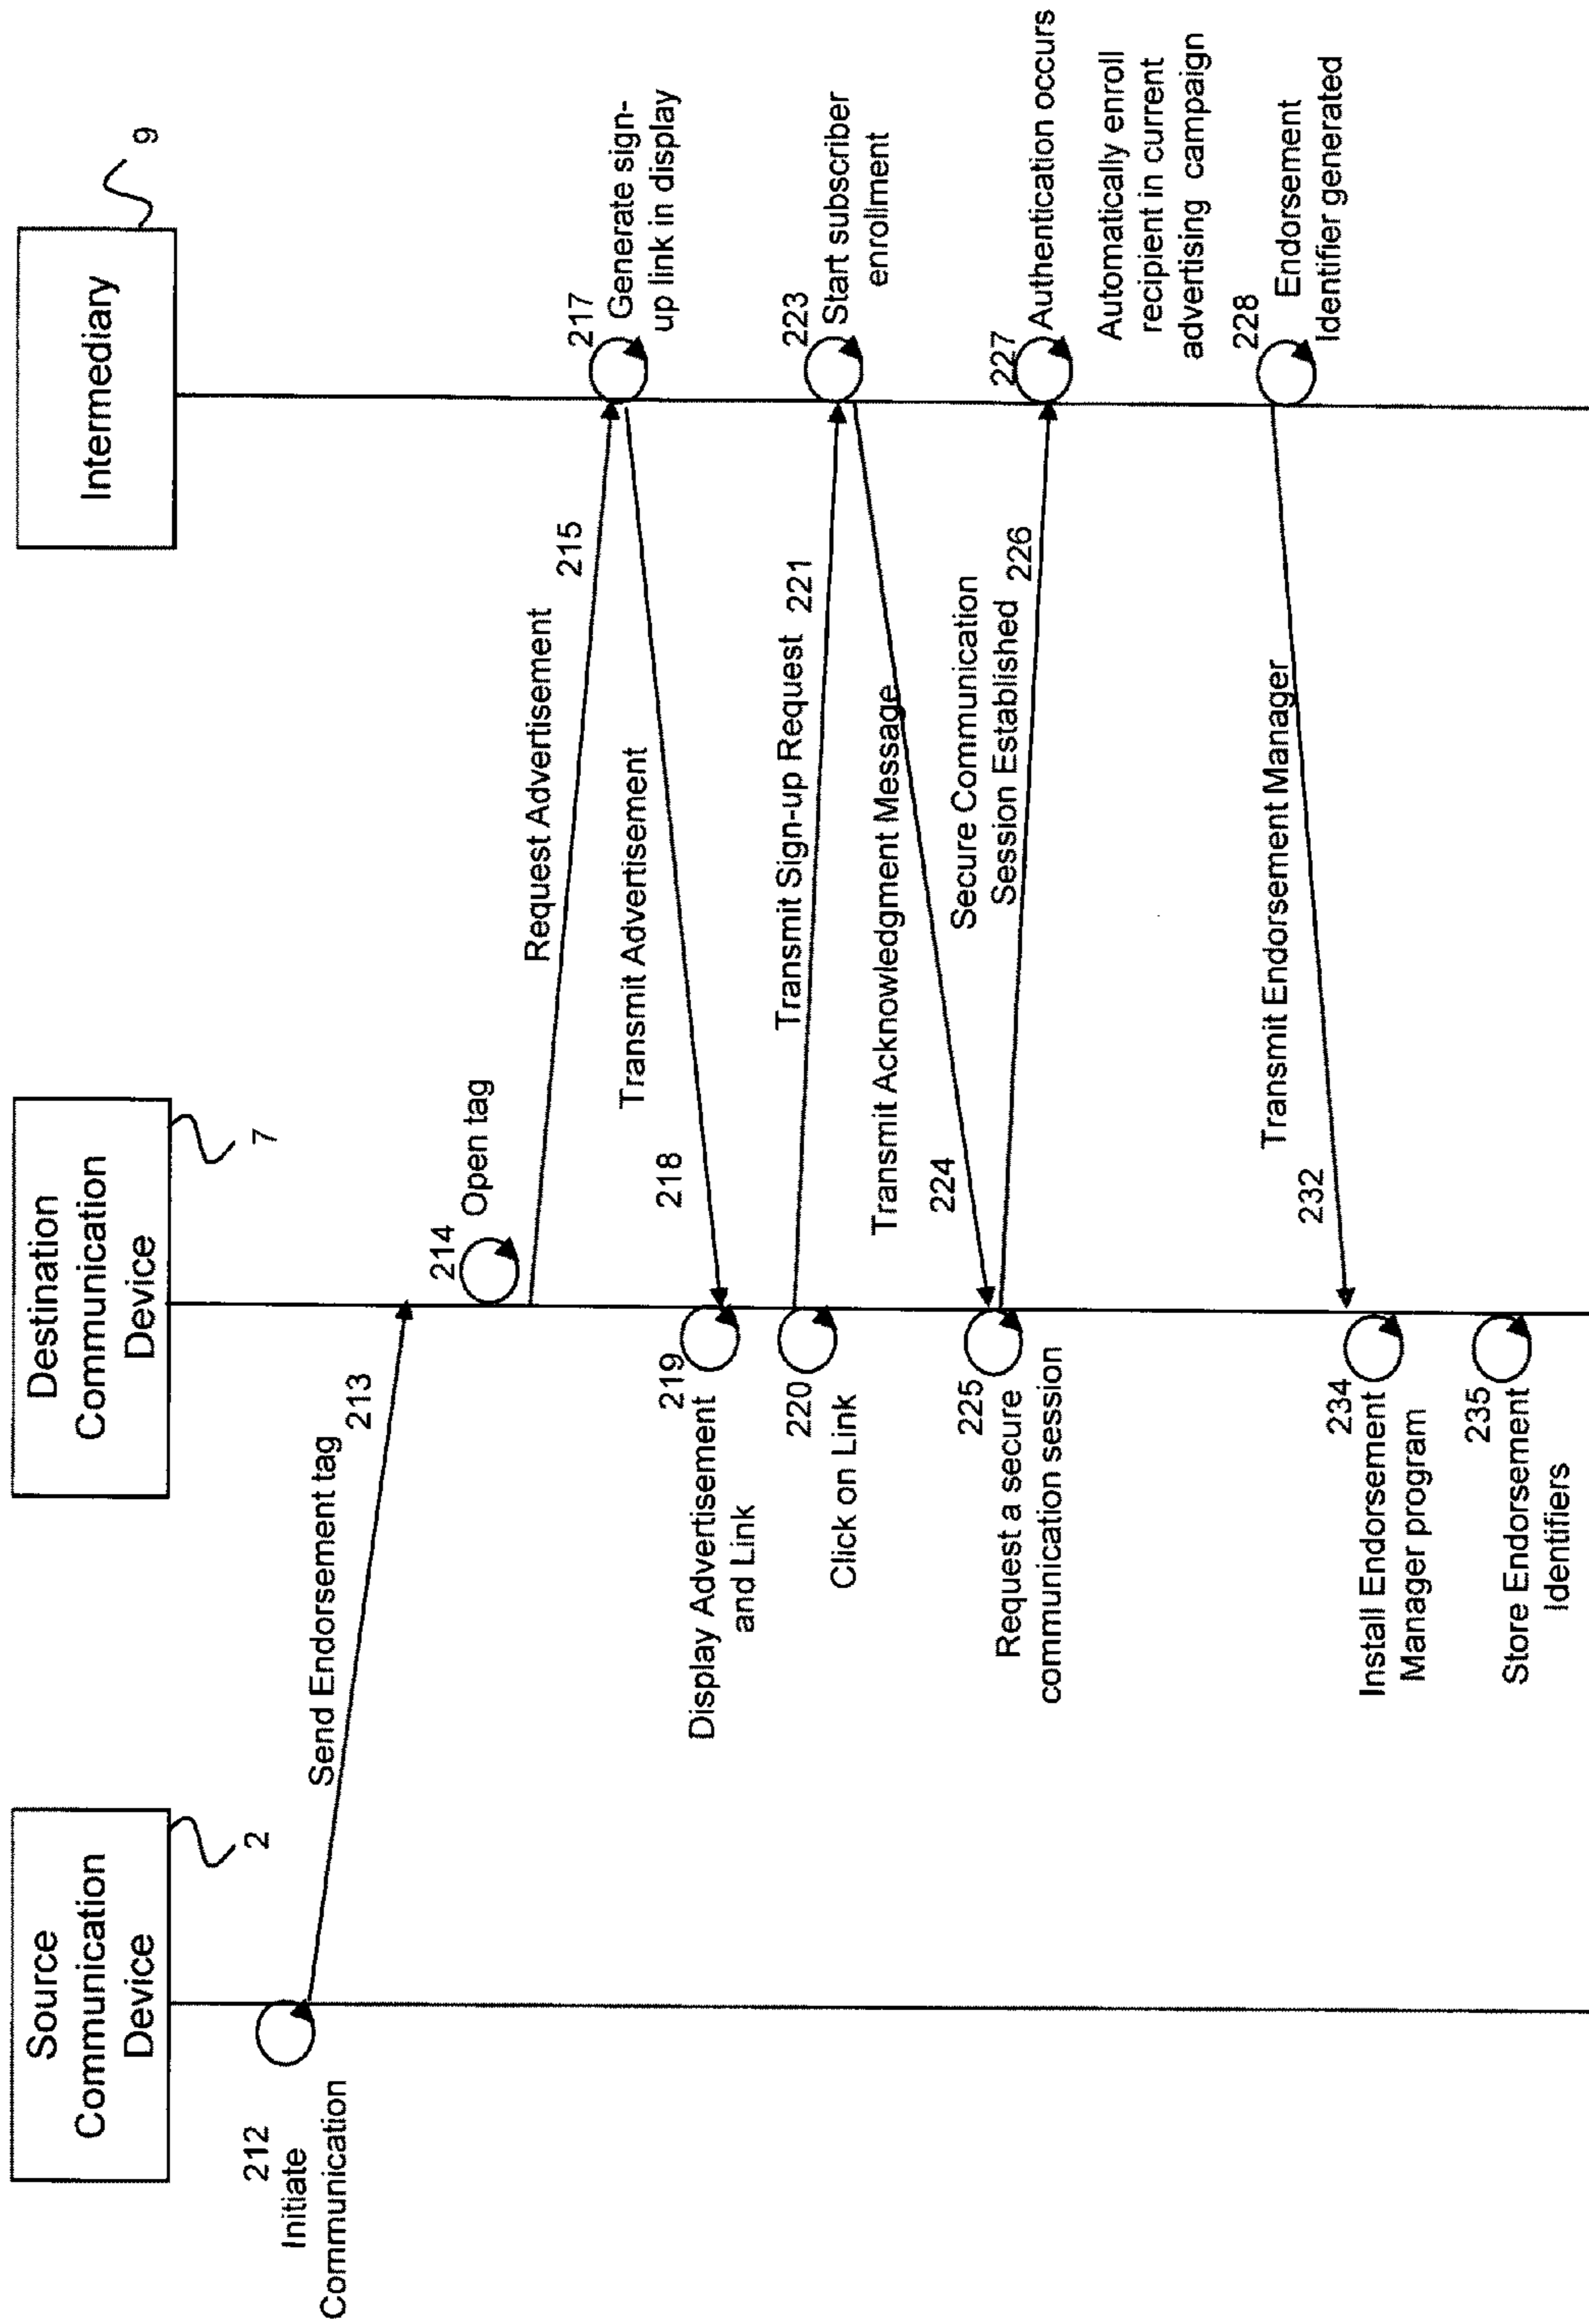 Source
Communication
Device
2
Destination
Communication
Device
7
Intermediary
9
212
Initiate
Communication
Send Endorsement tag
213
214
Open tag
Request Advertisement
215
217
Generate sign-
up link in display
Transmit Advertisement
218
219
Display Advertisement
and Link
220
Click on Link
Transmit Sign-up Request 221
223
Start subscriber
enrollment
Transmit Acknowledgment Message
224
225
Request a secure
communication session
Secure Communication
Session Established 226
227
Authentication occurs
Automatically enroll
recipient in current
advertising campaign
228
Endorsement
Identifier generated
Transmit Endorsement Manager
232
234
Install Endorsement
Manager program
235
Store Endorsement
Identifiers